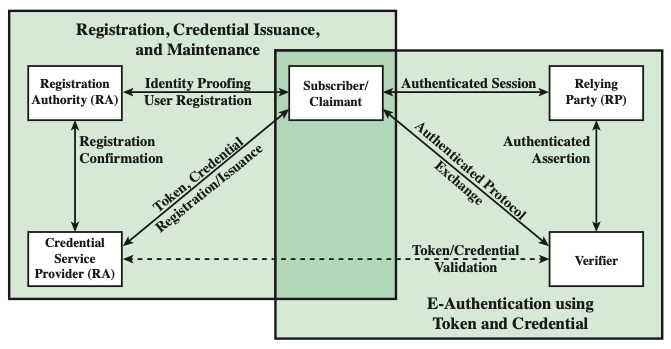 Registration, Credential Issuance,
and Maintenance
Registration
Authority (RA)
Identity Proofing
User Registration
Subscriber/
Claimant
Authenticated Session
Relying
Party (RP)
Registration
Confirmation
Token, Credential
Registration/Issuance
Authenticated Protocol
Exchange
Authenticated
Assertion
Credential
Service
Provider (RA)
Token/Credential
Validation
Verifier
E-Authentication using
Token and Credential